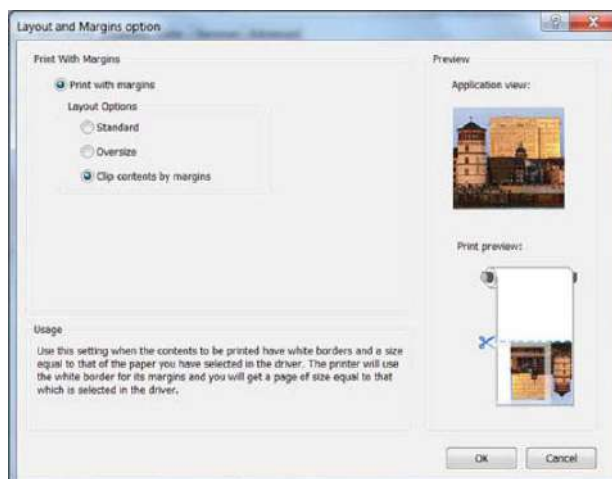 Layout and Margins option
Print With Margins
Print with margins
Layout Options
Standard
Oversize
Clip contents by margins
Preview
Application view:
Print preview:
Usage
Use this setting when the contents to be printed have white borders and a size
equal to that of the paper you have selected in the driver. The printer will use
the white border for its margins and you will get a page of size equal to that
which is selected in the driver.
OK
Cancel